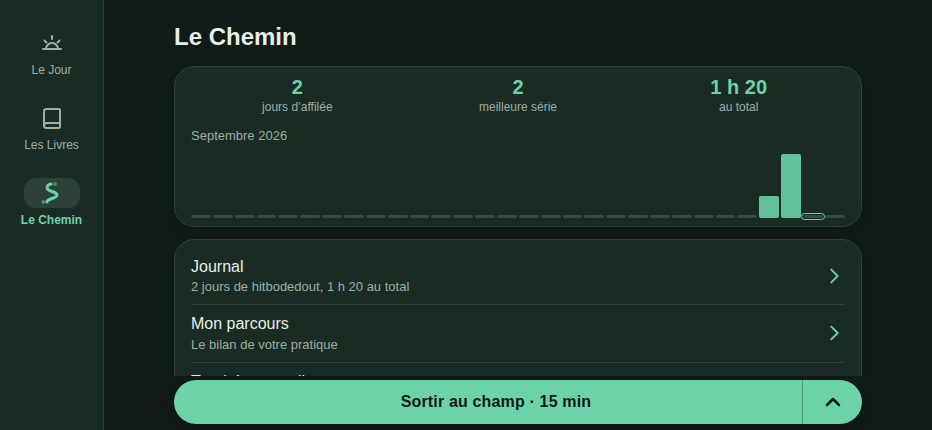 Le Jour
Les Livres
Le Chemin
Le Chemin
2
jours d'affilée
2
meilleure série
1 h 20
au total
Septembre 2026
Journal
2 jours de hitbodedout, 1 h 20 au total
Mon parcours
Le bilan de votre pratique
Sortir au champ · 15 min